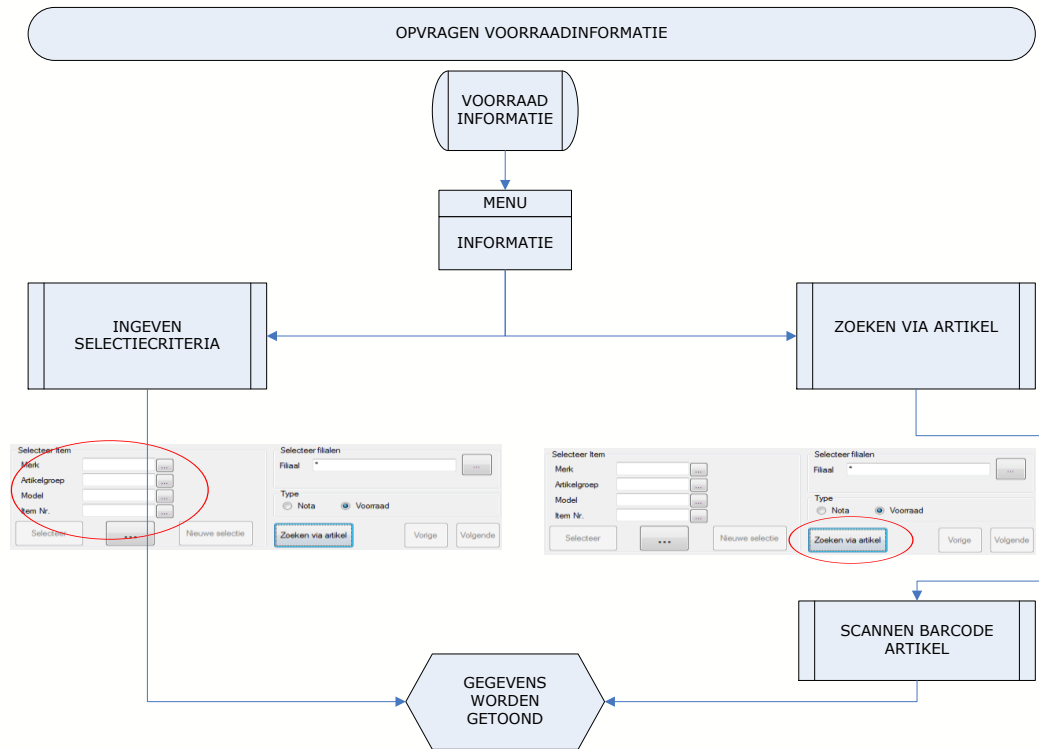 OPVRAGEN VOORRAADINFORMATIE
VOORRAAD
INFORMATIE
MENU
INFORMATIE
INGEVEN
SELECTIECRITERIA
ZOEKEN VIA ARTIKEL
Selecteer Item
Merk
...
Artikelgroep
...
Model
...
Item Nr.
...
Selecteer
...
Nieuwe selectie
Selecteer filialen
Filiaal
*
...
Type
Nota
Voorraad
Zoeken via artikel
Vorige
Volgende
Selecteer Item
Merk
...
Artikelgroep
...
Model
...
Item Nr.
...
Selecteer
...
Nieuwe selectie
Selecteer filialen
Filiaal
*
...
Type
Nota
Voorraad
Zoeken via artikel
Vorige
Volgende
SCANNEN BARCODE
ARTIKEL
GEGEVENS
WORDEN
GETOOND